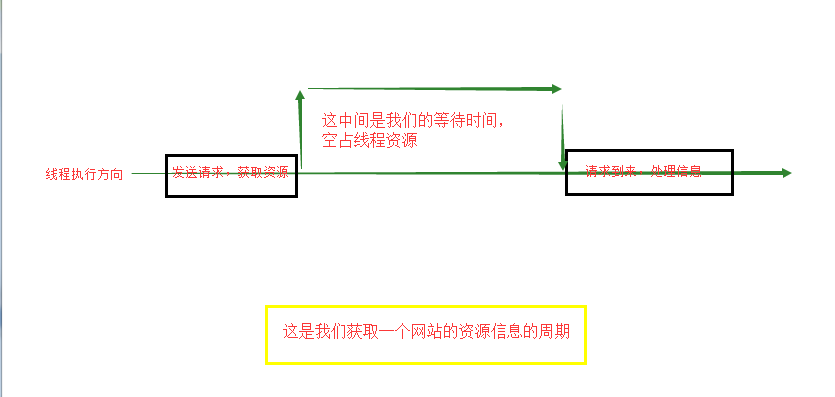 这中间是我们的等待时间，
空占线程资源
线程执行方向
发送请求，获取资源
请求到来，处理信息
这是我们获取一个网站的资源信息的周期